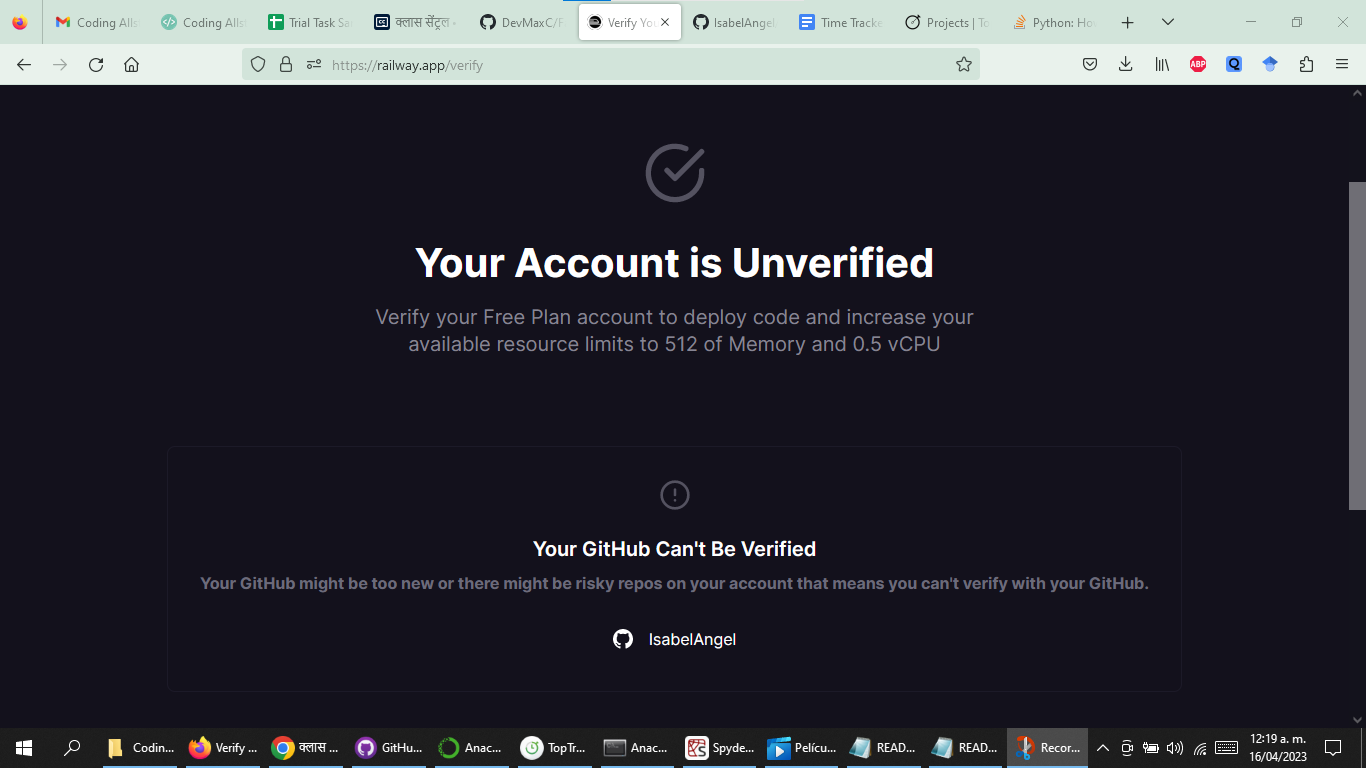 Coding Alls
Coding Allst
Trial Task Sa
क्लास सेंट्रल •
DevMaxC/F
Verify You
IsabelAngel
Time Tracke
Projects | To
Python: Hos
https://railway.app/verify
ABP
Q
Your Account is Unverified
Verify your Free Plan account to deploy code and increase your
available resource limits to 512 of Memory and 0.5 vCPU
Your GitHub Can't Be Verified
Your GitHub might be too new or there might be risky repos on your account that means you can't verify with your GitHub.
IsabelAngel
Codin...
Verify ...
क्लास ...
GitHu...
Anac...
TopTr...
Anac...
Spyde...
Pelícu...
READ...
READ...
Recor...
12:19 a. m.
16/04/2023